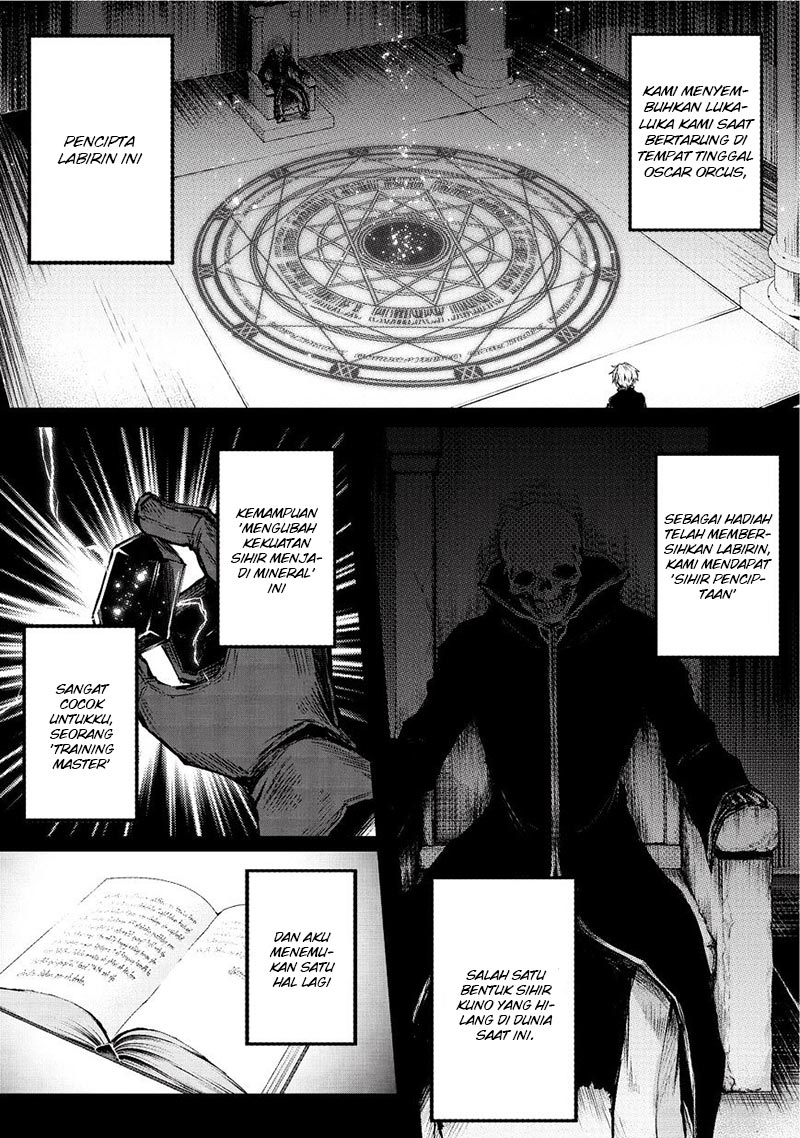 KAMI MENYEM-
BUHKAN LUKA-
LUKA KAMI SAAT
BERTARUNG DI
TEMPAT TINGGAL
OSCAR ORCUS,
PENCIPTA
LABIRIN INI
SEBAGAI HADIAH
TELAH MEMBER-
SIHKAN LABIRIN,
KAMI MENDAPAT
'SIHIR PENCIP-
TAAN'
SALAH SATU
BENTUK SIHIR
KUNO YANG HI-
LANG DI DUNIA
SAAT INI.
KEMAMPUAN
'MENGUBAH
KEKUATAN
SIHIR MENJA-
DI MINERAL'
INI
SANGAT
COCOK
UNTUKKU,
SEORANG
'TRAINING
MASTER'
DAN AKU
MENEMU-
KAN SATU
HAL LAGI